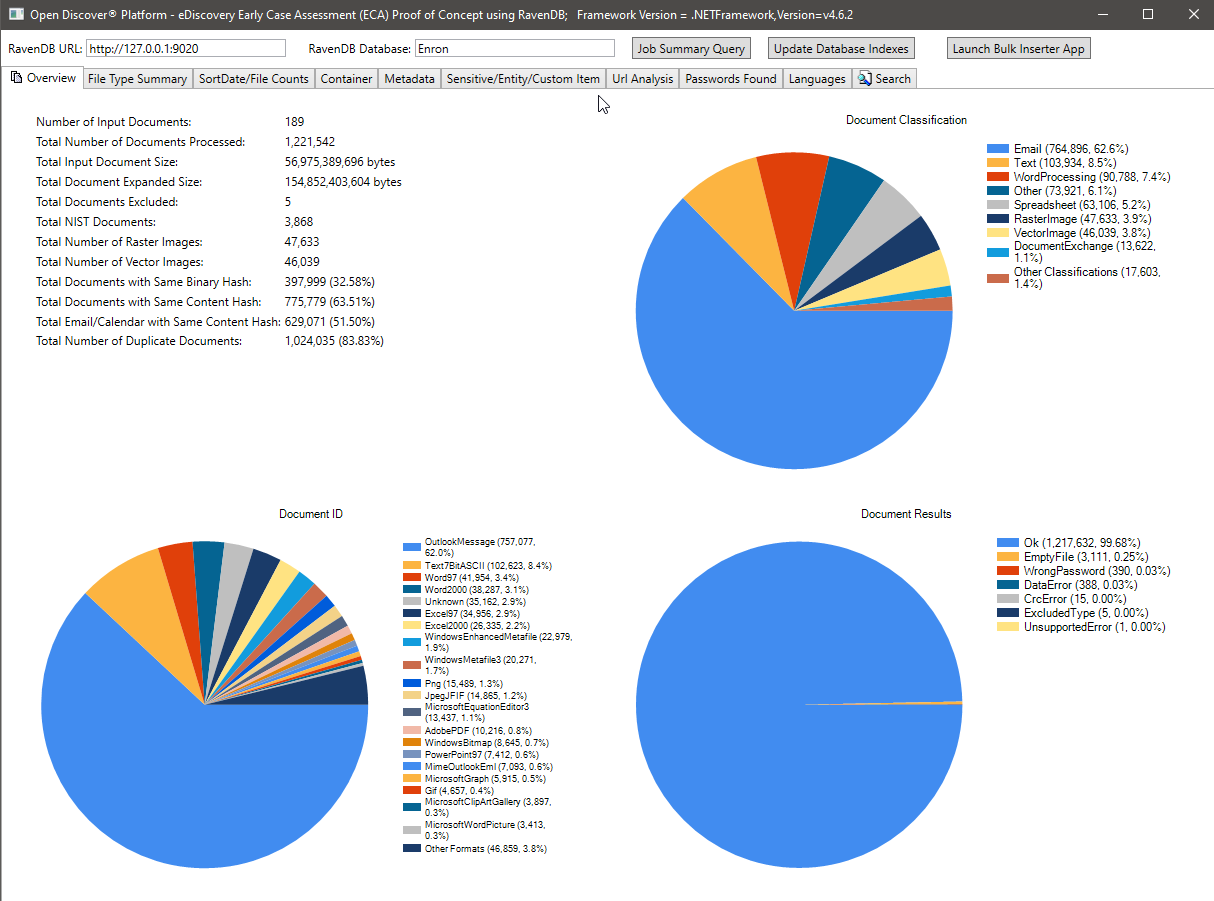 Open Discover® Platform - eDiscovery Early Case Assessment (ECA) Proof of Concept using RavenDB;   Framework Version = .NETFramework,Version=v4.6.2
RavenDB URL: http://127.0.0.1:9020 RavenDB Database: Enron Job Summary Query Update Database Indexes Launch Bulk Inserter App
Overview File Type Summary SortDate/File Counts Container Metadata Sensitive/Entity/Custom Item Url Analysis Passwords Found Languages Search
Number of Input Documents: 189
Total Number of Documents Processed: 1,221,542
Total Input Document Size: 56,975,389,696 bytes
Total Document Expanded Size: 154,852,403,604 bytes
Total Documents Excluded: 5
Total NIST Documents: 3,868
Total Number of Raster Images: 47,633
Total Number of Vector Images: 46,039
Total Documents with Same Binary Hash: 397,999 (32.58%)
Total Documents with Same Content Hash: 775,779 (63.51%)
Total Email/Calendar with Same Content Hash: 629,071 (51.50%)
Total Number of Duplicate Documents: 1,024,035 (83.83%)
Document Classification
Email (764,896, 62.6%)
Text (103,934, 8.5%)
WordProcessing (90,788, 7.4%)
Other (73,921, 6.1%)
Spreadsheet (63,106, 5.2%)
RasterImage (47,633, 3.9%)
VectorImage (46,039, 3.8%)
DocumentExchange (13,622,
1.1%)
Other Classifications (17,603,
1.4%)
Document ID
OutlookMessage (757,077,
62.0%)
Text7BitASCII (102,623, 8.4%)
Word97 (41,954, 3.4%)
Word2000 (38,287, 3.1%)
Unknown (35,162, 2.9%)
Excel97 (34,956, 2.9%)
Excel2000 (26,335, 2.2%)
WindowsEnhancedMetafile (22,979,
1.9%)
WindowsMetafile3 (20,271,
1.7%)
Png (15,489, 1.3%)
JpegJFIF (14,865, 1.2%)
MicrosoftEquationEditor3
(13,437, 1.1%)
AdobePDF (10,216, 0.8%)
WindowsBitmap (8,645, 0.7%)
PowerPoint97 (7,412, 0.6%)
MimeOutlookEml (7,093, 0.6%)
MicrosoftGraph (5,915, 0.5%)
Gif (4,657, 0.4%)
MicrosoftClipArtGallery (3,897,
0.3%)
MicrosoftWordPicture (3,413,
0.3%)
Other Formats (46,859, 3.8%)
Document Results
Ok (1,217,632, 99.68%)
EmptyFile (3,111, 0.25%)
WrongPassword (390, 0.03%)
DataError (388, 0.03%)
CrcError (15, 0.00%)
ExcludedType (5, 0.00%)
UnsupportedError (1, 0.00%)